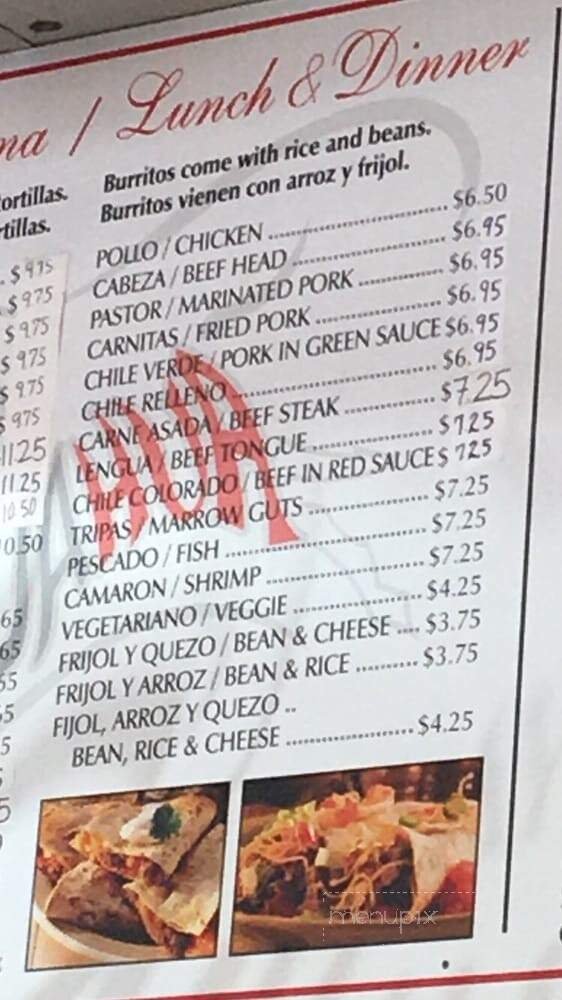 na / Lunch & Dinner
ortillas.
rtillas.
$9.75
$9.75
$9.75
$9.75
$9.75
$9.75
11.25
11.25
10.50
0.50
65
65
55
Burritos come with rice and beans.
Burritos vienen con arroz y frijol.
POLLO / CHICKEN ........................ $6.50
CABEZA / BEEF HEAD ........................ $6.95
PASTOR / MARINATED PORK ............. $6.95
CARNITAS / FRIED PORK ................... $6.95
CHILE VERDE / PORK IN GREEN SAUCE $6.95
CHILE RELLENO .............................. $6.95
CARNE ASADA / BEEF STEAK .............. $7.25
LENGUA / BEEF TONGUE ................... $7.25
CHILE COLORADO / BEEF IN RED SAUCE $ 7.25
TRIPAS / MARROW GUTS ................... $7.25
PESCADO / FISH .............................. $7.25
CAMARON / SHRIMP ........................ $7.25
VEGETARIANO / VEGGIE .................... $4.25
FRIJOL Y QUEZO / BEAN & CHEESE .... $3.75
FRIJOL Y ARROZ / BEAN & RICE .......... $3.75
FIJOL, ARROZ Y QUEZO ..
BEAN, RICE & CHEESE ..................... $4.25
menupix